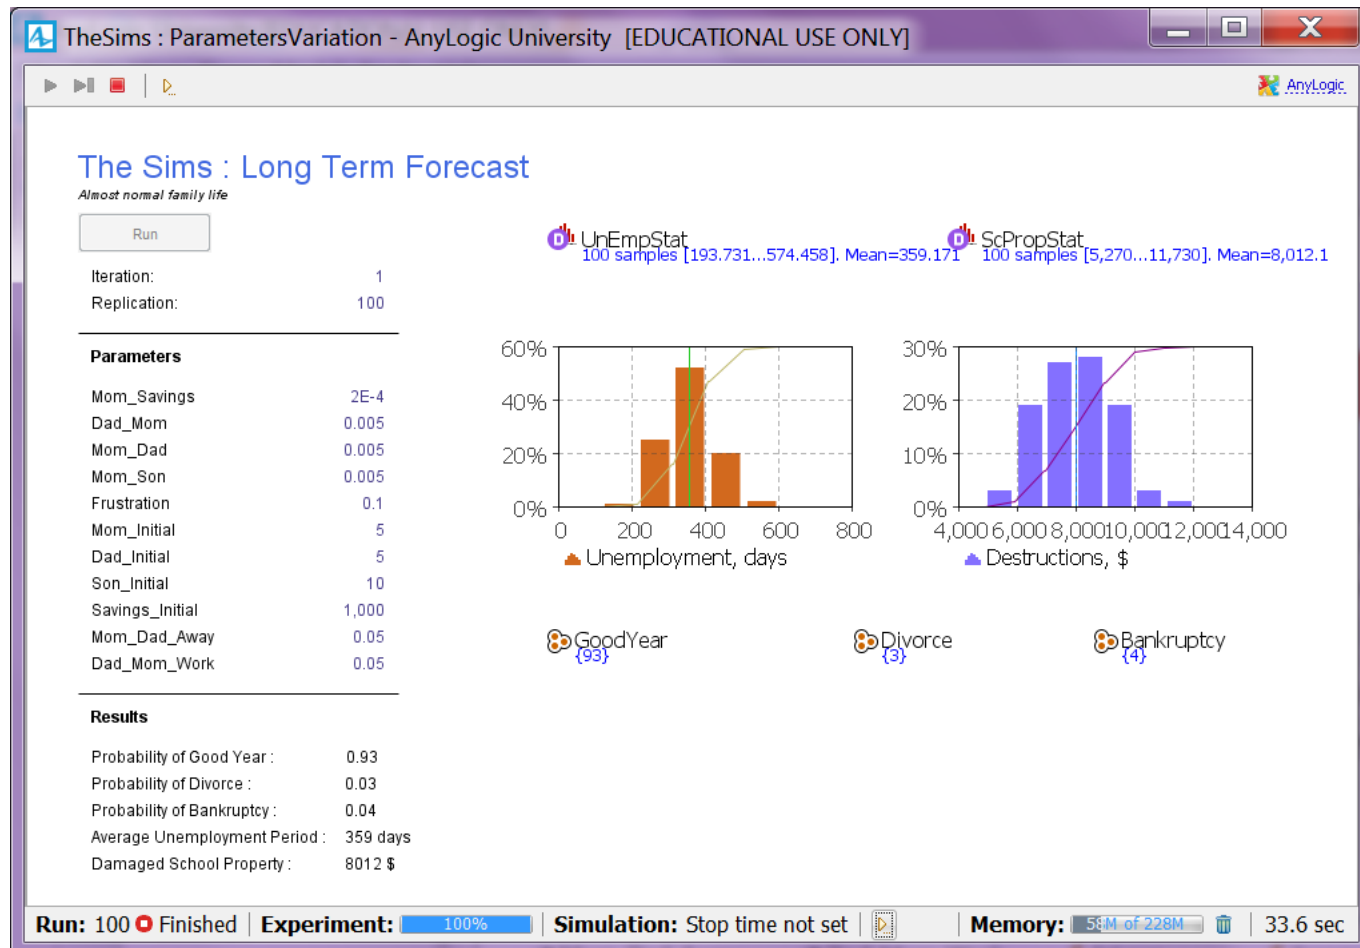 TheSims : ParametersVariation - AnyLogic University [EDUCATIONAL USE ONLY]
AnyLogic
The Sims : Long Term Forecast
Almost normal family life
Run
Iteration: 1
Replication: 100
Parameters
Mom_Savings 2E-4
Dad_Mom 0.005
Mom_Dad 0.005
Mom_Son 0.005
Frustration 0.1
Mom_Initial 5
Dad_Initial 5
Son_Initial 10
Savings_Initial 1,000
Mom_Dad_Away 0.05
Dad_Mom_Work 0.05
Results
Probability of Good Year : 0.93
Probability of Divorce : 0.03
Probability of Bankruptcy : 0.04
Average Unemployment Period : 359 days
Damaged School Property : 8012 $
UnEmpStat
100 samples [193.731...574.458]. Mean=359.171
60%
40%
20%
0%
0 200 400 600 800
Unemployment, days
ScPropStat
100 samples [5,270...11,730]. Mean=8,012.1
30%
20%
10%
0%
4,000 6,000 8,000 10,000 12,000 14,000
Destructions, $
GoodYear
{93}
Divorce
{3}
Bankruptcy
{4}
Run: 100 Finished Experiment: 100% Simulation: Stop time not set Memory: 58M of 228M 33.6 sec